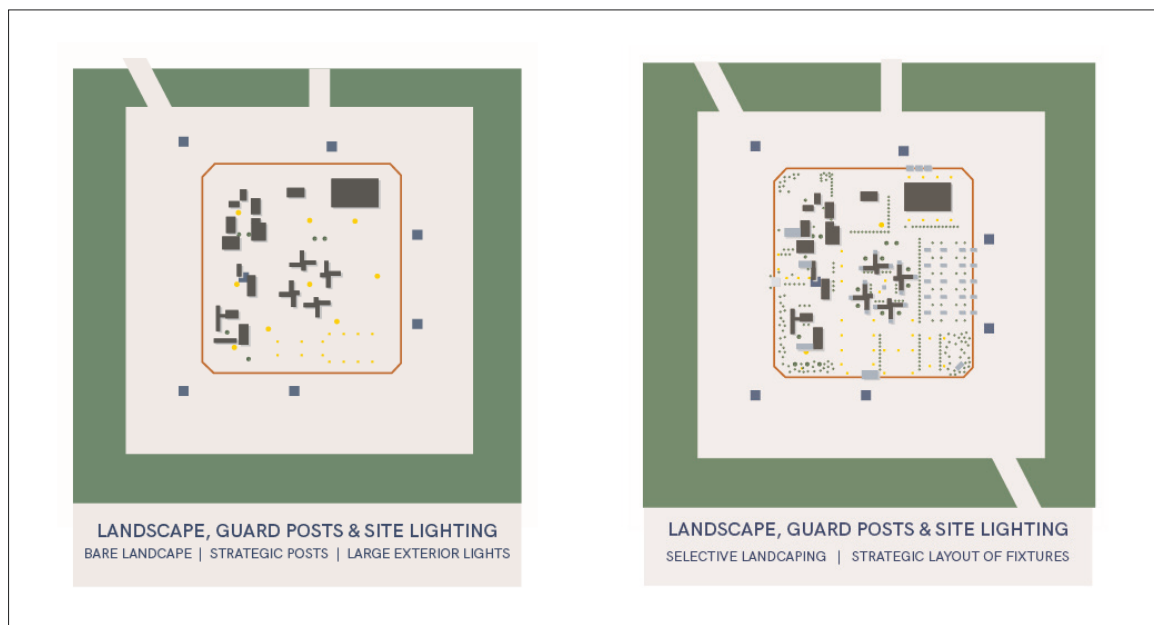 LANDSCAPE, GUARD POSTS & SITE LIGHTING
BARE LANDCAPE | STRATEGIC POSTS | LARGE EXTERIOR LIGHTS
LANDSCAPE, GUARD POSTS & SITE LIGHTING
SELECTIVE LANDCAPING | STRATEGIC LAYOUT OF FIXTURES